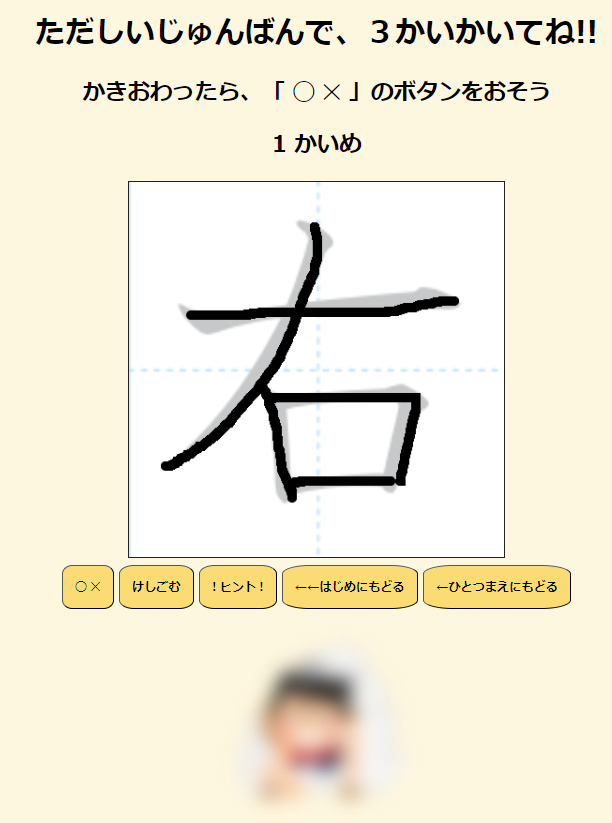 ただしいじゅんばんで、３かいかいてね!!
かきおわったら、「 ○ × 」のボタンをおそう
1 かいめ
右
○ × けしごむ ！ヒント！ ←←はじめにもどる ←ひとつまえにもどる